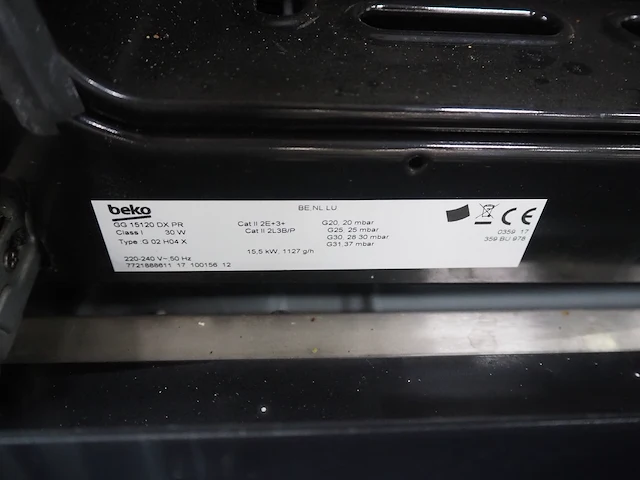 beko
GG 15120 DX PR
Class I 30 W
Type :G 02 H04 X
220-240 V~:50 Hz
7721888611 17 100156 12
BE,NL,LU
Cat II 2E+3+ G20, 20 mbar
Cat II 2L3B/P G25, 25 mbar
G30, 28 30 mbar
G31,37 mbar
15,5 kW, 1127 g/h
CE
0359 17
359 BU 978